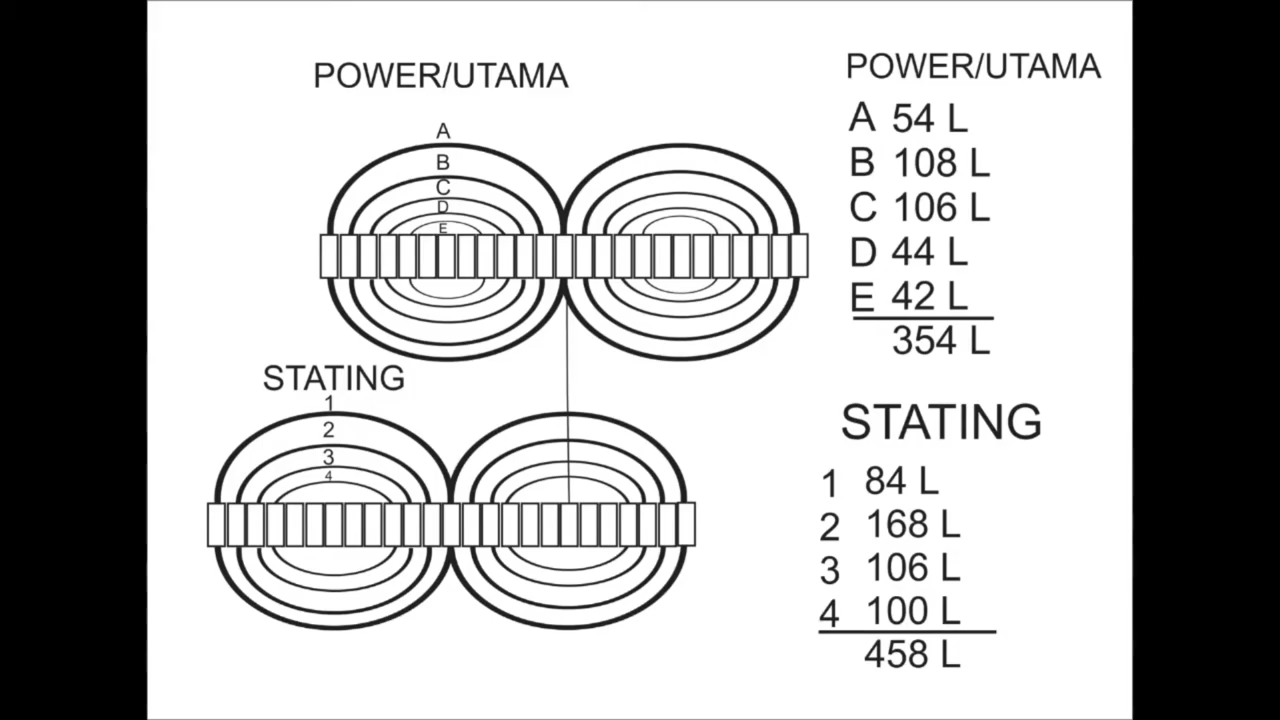 POWER/UTAMA
A
B
C
D
E
STATING
1
2
3
4
POWER/UTAMA
A 54 L
B 108 L
C 106 L
D 44 L
E 42 L
354 L
STATING
1 84 L
2 168 L
3 106 L
4 100 L
458 L